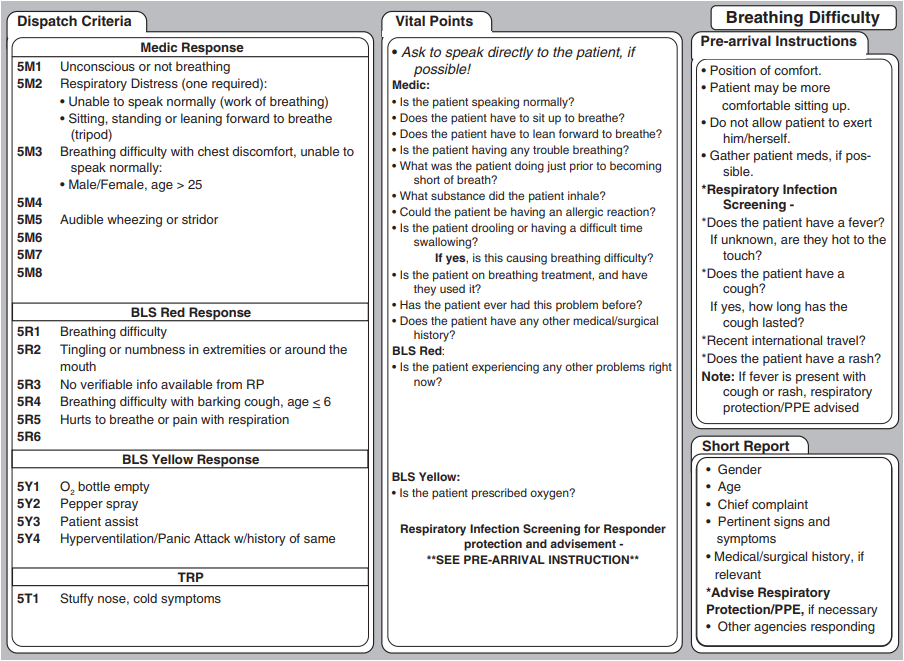 Dispatch Criteria
Medic Response
5M1 Unconscious or not breathing
5M2 Respiratory Distress (one required):
• Unable to speak normally (work of breathing)
• Sitting, standing or leaning forward to breathe
(tripod)
5M3 Breathing difficulty with chest discomfort, unable to
speak normally:
• Male/Female, age > 25
5M4
5M5 Audible wheezing or stridor
5M6
5M7
5M8
BLS Red Response
5R1 Breathing difficulty
5R2 Tingling or numbness in extremities or around the
mouth
5R3 No verifiable info available from RP
5R4 Breathing difficulty with barking cough, age ≤ 6
5R5 Hurts to breathe or pain with respiration
5R6
BLS Yellow Response
5Y1 O2 bottle empty
5Y2 Pepper spray
5Y3 Patient assist
5Y4 Hyperventilation/Panic Attack w/history of same
TRP
5T1 Stuffy nose, cold symptoms
Vital Points
• Ask to speak directly to the patient, if
possible!
Medic:
• Is the patient speaking normally?
• Does the patient have to sit up to breathe?
• Does the patient have to lean forward to breathe?
• Is the patient having any trouble breathing?
• What was the patient doing just prior to becoming
short of breath?
• What substance did the patient inhale?
• Could the patient be having an allergic reaction?
• Is the patient drooling or having a difficult time
swallowing?
If yes, is this causing breathing difficulty?
• Is the patient on breathing treatment, and have
they used it?
• Has the patient ever had this problem before?
• Does the patient have any other medical/surgical
history?
BLS Red:
• Is the patient experiencing any other problems right
now?
BLS Yellow:
• Is the patient prescribed oxygen?
Respiratory Infection Screening for Responder
protection and advisement -
**SEE PRE-ARRIVAL INSTRUCTION**
Breathing Difficulty
Pre-arrival Instructions
• Position of comfort.
• Patient may be more
comfortable sitting up.
• Do not allow patient to exert
him/herself.
• Gather patient meds, if pos-
sible.
*Respiratory Infection
Screening -
*Does the patient have a fever?
If unknown, are they hot to the
touch?
*Does the patient have a
cough?
If yes, how long has the
cough lasted?
*Recent international travel?
*Does the patient have a rash?
Note: If fever is present with
cough or rash, respiratory
protection/PPE advised
Short Report
• Gender
• Age
• Chief complaint
• Pertinent signs and
symptoms
• Medical/surgical history, if
relevant
*Advise Respiratory
Protection/PPE, if necessary
• Other agencies responding